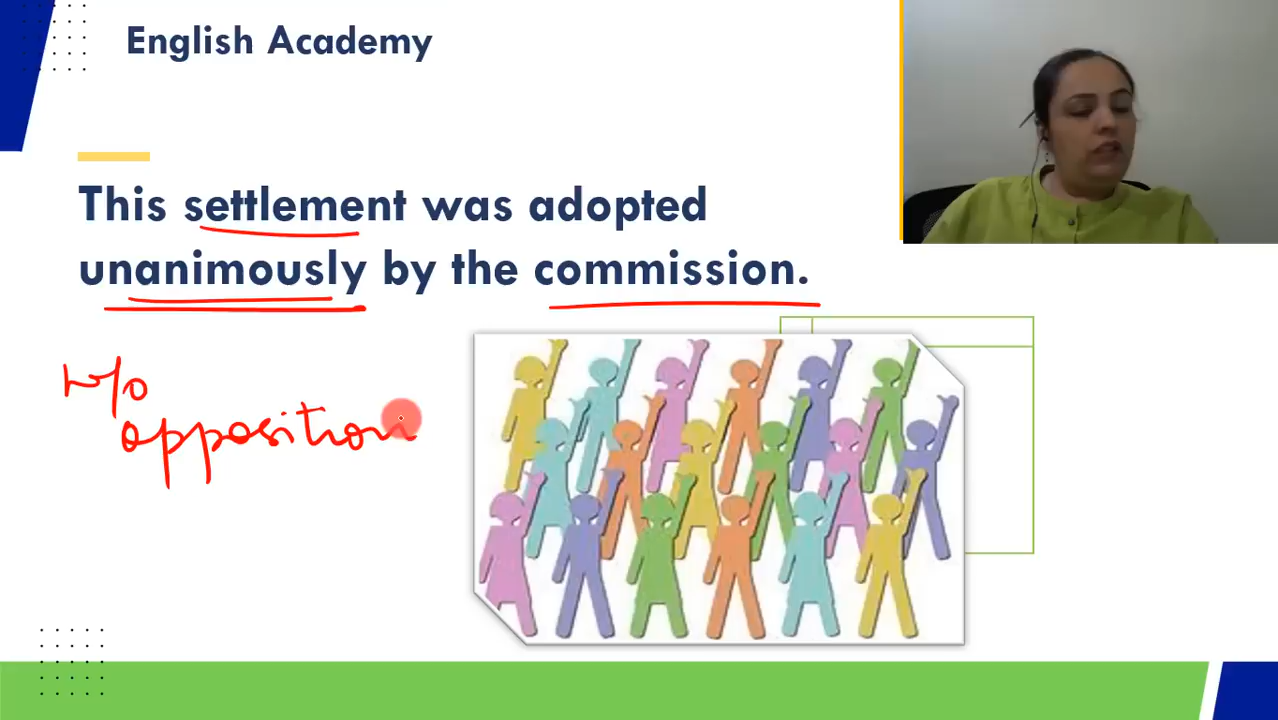 English Academy
This settlement was adopted
unanimously by the commission.
w/o
opposition